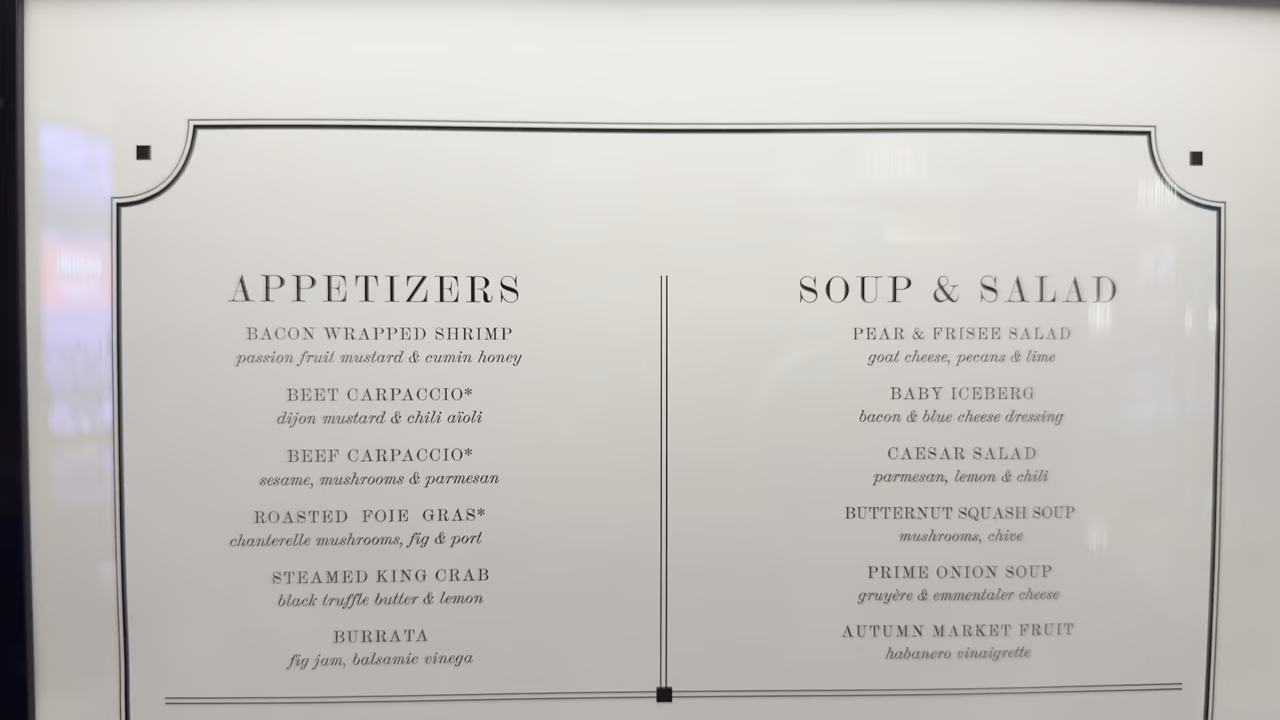 APPETIZERS
BACON WRAPPED SHRIMP
passion fruit mustard & cumin honey
BEET CARPACCIO*
dijon mustard & chili aïoli
BEEF CARPACCIO*
sesame, mushrooms & parmesan
ROASTED FOIE GRAS*
chanterelle mushrooms, fig & port
STEAMED KING CRAB
black truffle butter & lemon
BURRATA
fig jam, balsamic vinega
SOUP & SALAD
PEAR & FRISEE SALAD
goat cheese, pecans & lime
BABY ICEBERG
bacon & blue cheese dressing
CAESAR SALAD
parmesan, lemon & chili
BUTTERNUT SQUASH SOUP
mushrooms, chive
PRIME ONION SOUP
gruyère & emmentaler cheese
AUTUMN MARKET FRUIT
habanero vinaigrette